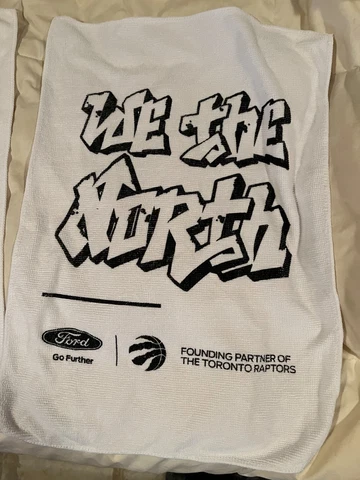 We the
North
Ford
Go Further
FOUNDING PARTNER OF
THE TORONTO RAPTORS